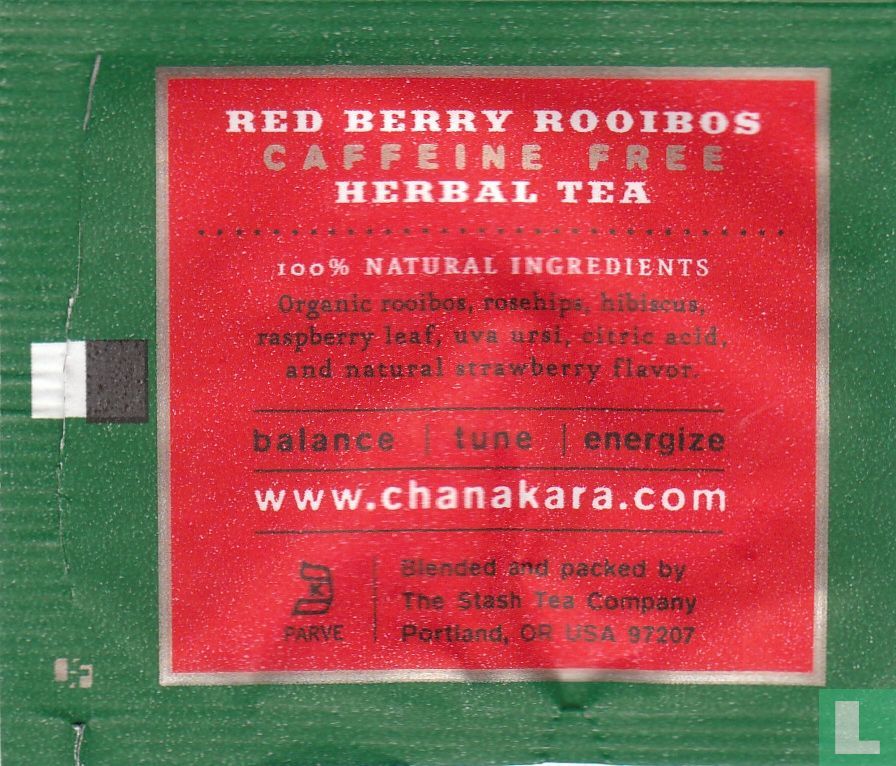 RED BERRY ROOIBOS
CAFFEINE FREE
HERBAL TEA
100% NATURAL INGREDIENTS
Organic rooibos, rosehips, hibiscus,
raspberry leaf, uva ursi, citric acid,
and natural strawberry flavor.
balance | tune | energize
www.chanakara.com
PARVE
Blended and packed by
The Stash Tea Company
Portland, OR USA 97207
L